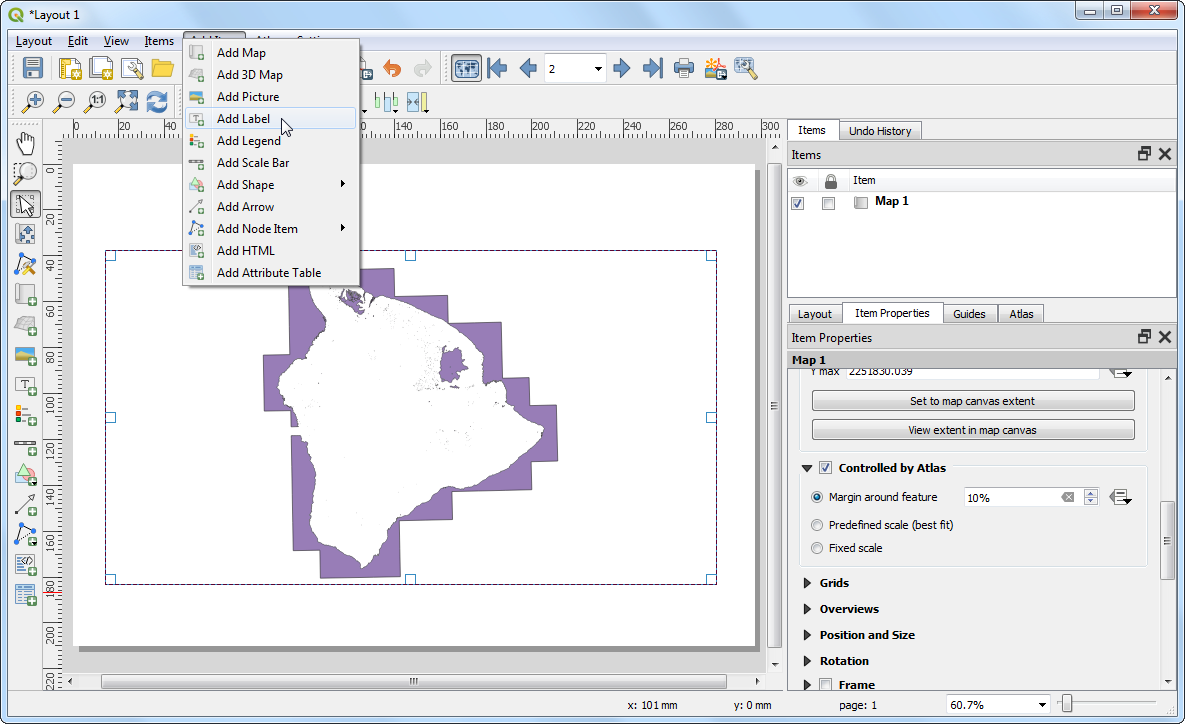 *Layout 1
Layout Edit View Items
Add Map
Add 3D Map
Add Picture
Add Label
Add Legend
Add Scale Bar
Add Shape
Add Arrow
Add Node Item
Add HTML
Add Attribute Table
2
1:1
0 20 40 140 160 180 200 220 240 260 280 300
0 20 40 60 80 100 120 140 160 180 200 220
Items Undo History
Items
Item
Map 1
Layout Item Properties Guides Atlas
Item Properties
Map 1
Y max 2251830.039
Set to map canvas extent
View extent in map canvas
Controlled by Atlas
Margin around feature 10%
Predefined scale (best fit)
Fixed scale
Grids
Overviews
Position and Size
Rotation
Frame
x: 101 mm y: 0 mm page: 1 60.7%